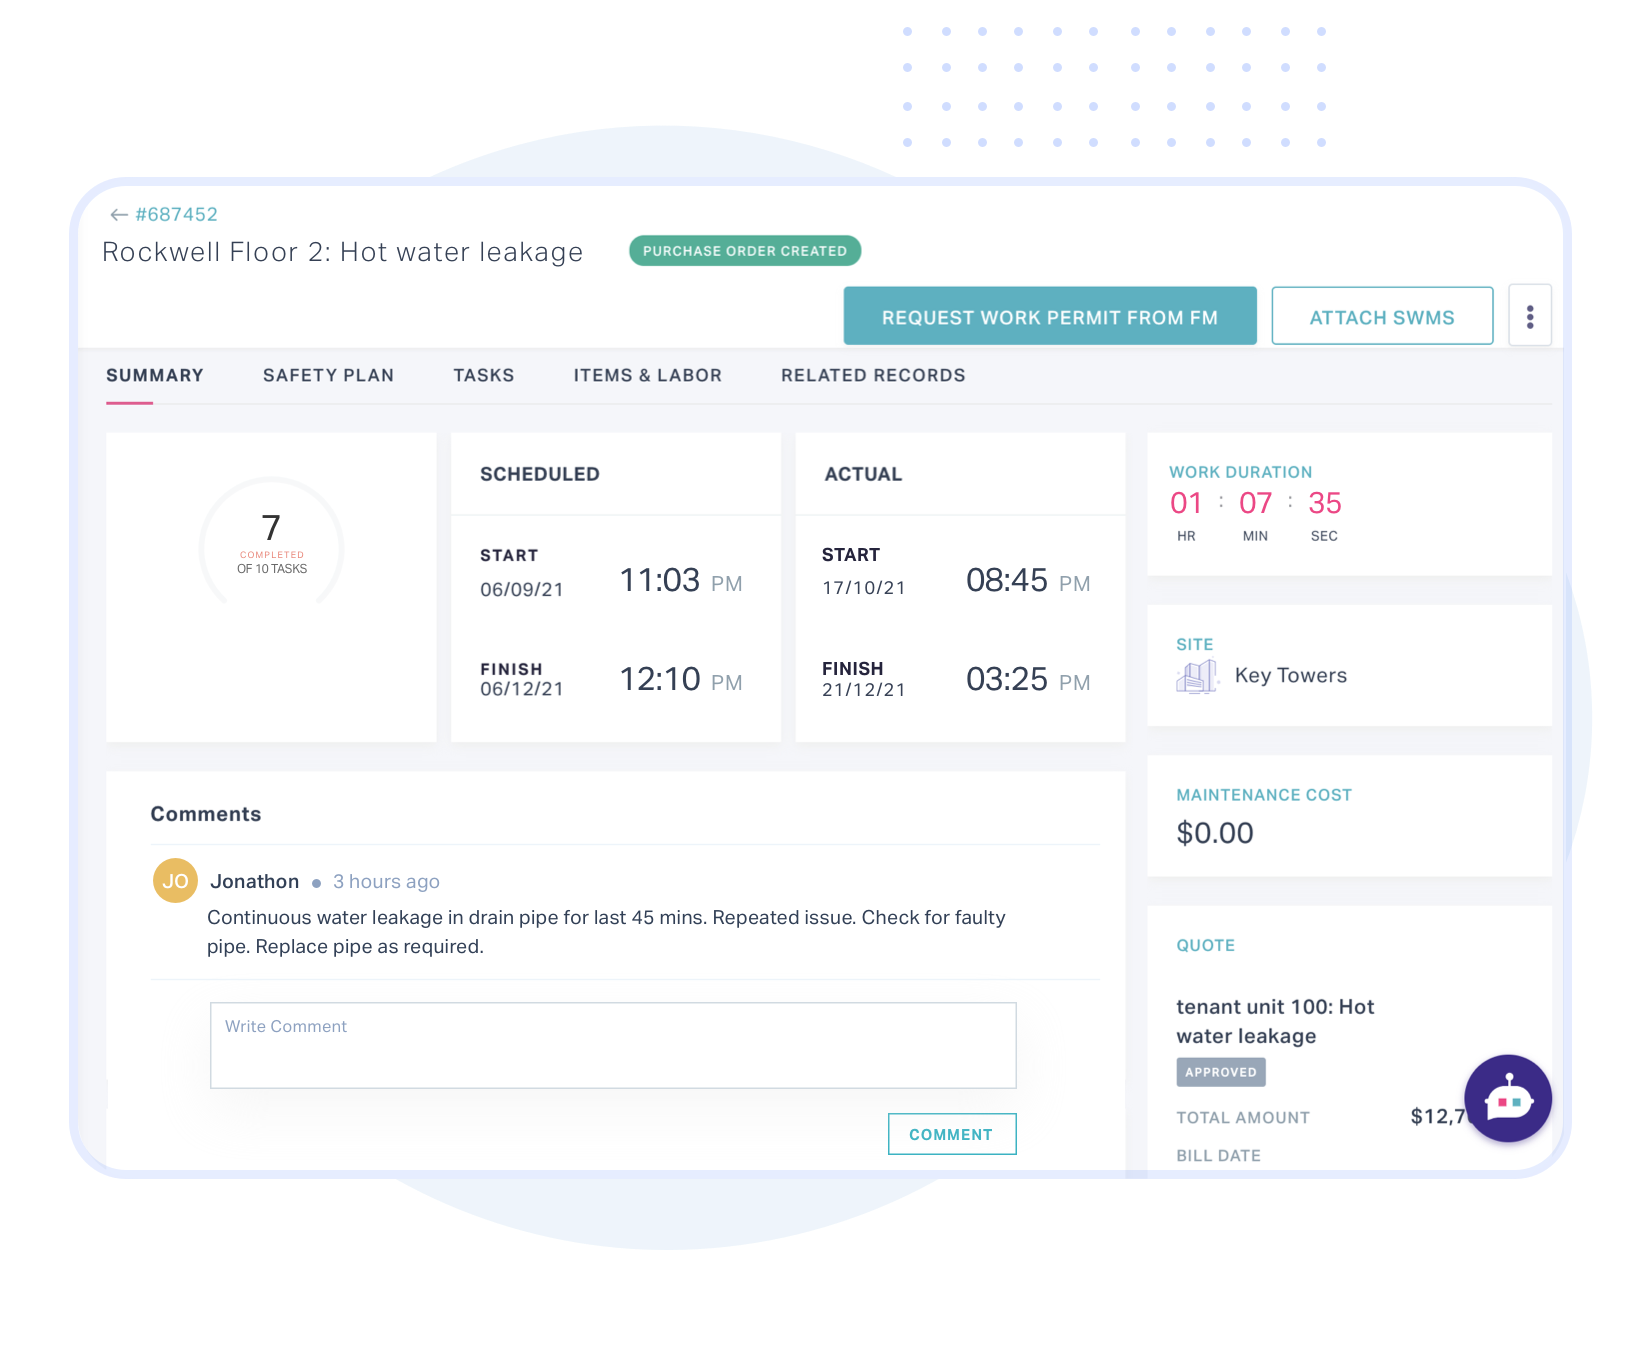 #687452
Rockwell Floor 2: Hot water leakage
PURCHASE ORDER CREATED
REQUEST WORK PERMIT FROM FM
ATTACH SWMS
SUMMARY SAFETY PLAN TASKS ITEMS & LABOR RELATED RECORDS
7
COMPLETED
OF 10 TASKS
SCHEDULED
START
06/09/21
11:03 PM
FINISH
06/12/21
12:10 PM
ACTUAL
START
17/10/21
08:45 PM
FINISH
21/12/21
03:25 PM
WORK DURATION
01 : 07 : 35
HR MIN SEC
SITE
Key Towers
MAINTENANCE COST
$0.00
Comments
JO
Jonathon • 3 hours ago
Continuous water leakage in drain pipe for last 45 mins. Repeated issue. Check for faulty
pipe. Replace pipe as required.
Write Comment
COMMENT
QUOTE
tenant unit 100: Hot
water leakage
APPROVED
TOTAL AMOUNT
BILL DATE